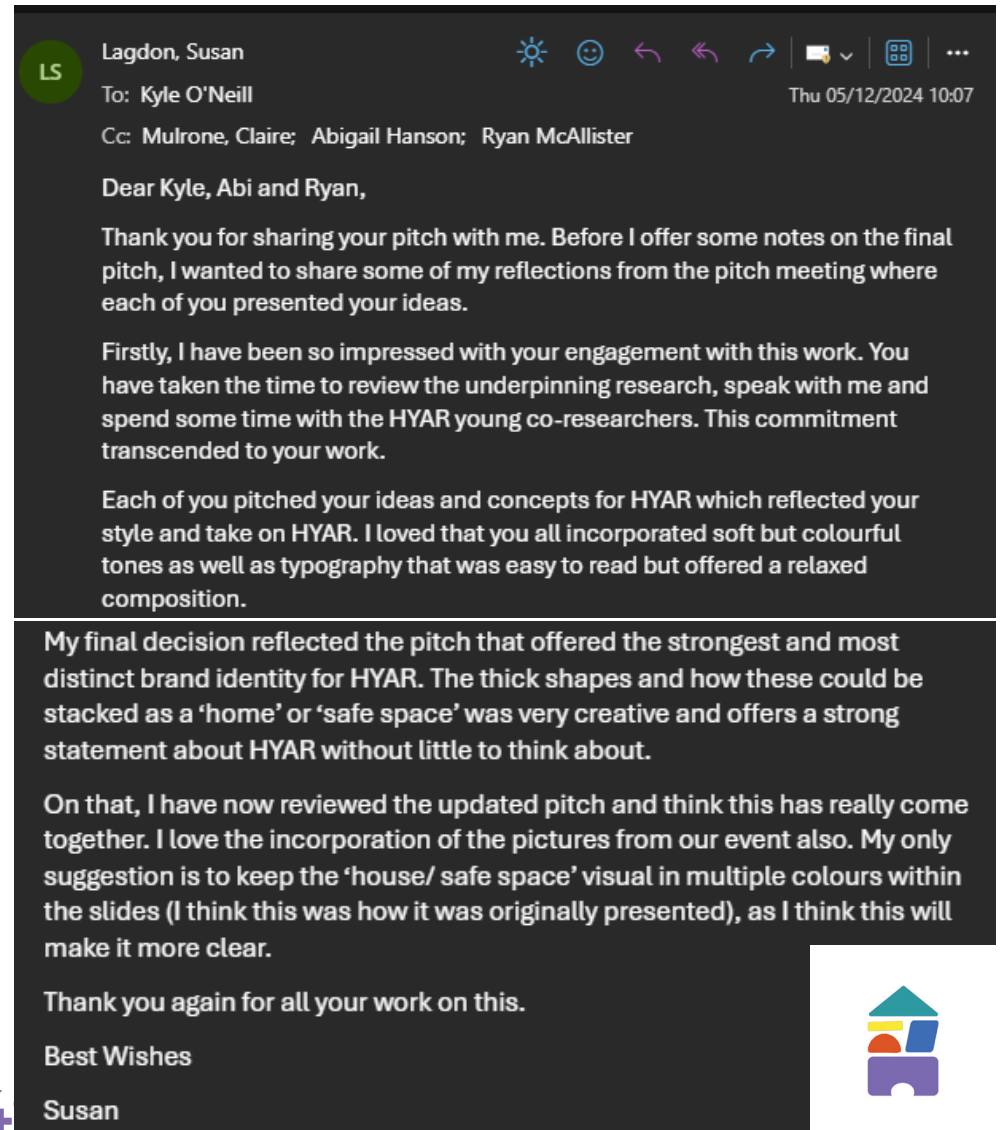 LS
Lagdon, Susan
To: Kyle O'Neill
Thu 05/12/2024 10:07
Cc: Mulrone, Claire; Abigail Hanson; Ryan McAllister
Dear Kyle, Abi and Ryan,
Thank you for sharing your pitch with me. Before I offer some notes on the final
pitch, I wanted to share some of my reflections from the pitch meeting where
each of you presented your ideas.
Firstly, I have been so impressed with your engagement with this work. You
have taken the time to review the underpinning research, speak with me and
spend some time with the HYAR young co-researchers. This commitment
transcended to your work.
Each of you pitched your ideas and concepts for HYAR which reflected your
style and take on HYAR. I loved that you all incorporated soft but colourful
tones as well as typography that was easy to read but offered a relaxed
composition.
My final decision reflected the pitch that offered the strongest and most
distinct brand identity for HYAR. The thick shapes and how these could be
stacked as a ‘home’ or ‘safe space’ was very creative and offers a strong
statement about HYAR without little to think about.
On that, I have now reviewed the updated pitch and think this has really come
together. I love the incorporation of the pictures from our event also. My only
suggestion is to keep the ‘house/ safe space’ visual in multiple colours within
the slides (I think this was how it was originally presented), as I think this will
make it more clear.
Thank you again for all your work on this.
Best Wishes
Susan